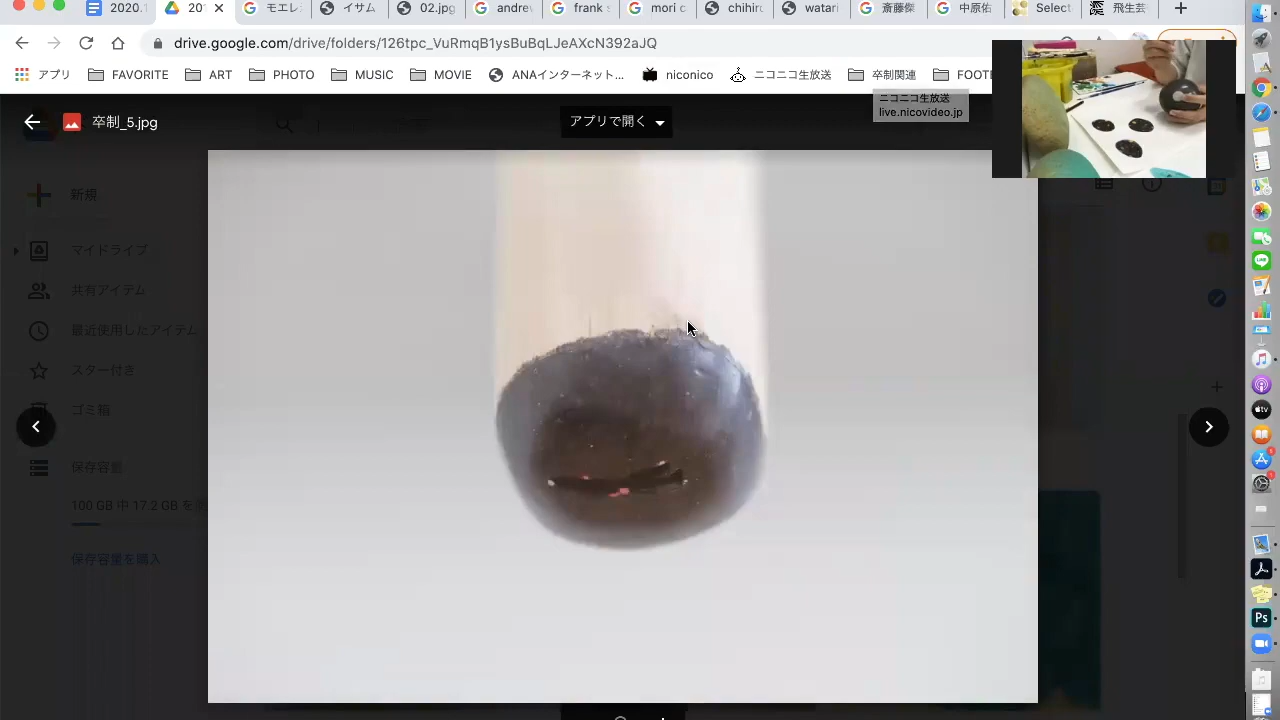 2020.1
201
モエレ
イサム
02.jpg
andrew
frank s
mori c
chihiro
watari
斎藤傑
中原佑
Select
飛生芸
drive.google.com/drive/folders/126tpc_VuRmqB1ysBuBqLJeAXcN392aJQ
アプリ
FAVORITE
ART
PHOTO
MUSIC
MOVIE
ANAインターネット...
niconico
ニコニコ生放送
卒制関連
FOOT
ニコニコ生放送
live.nicovideo.jp
卒制_5.jpg
アプリで開く
新規
マイドライブ
共有アイテム
最近使用したアイテム
スター付き
ゴミ箱
保存容量
100 GB 中 17.2 GB を使
保存容量を購入
tv
Ps